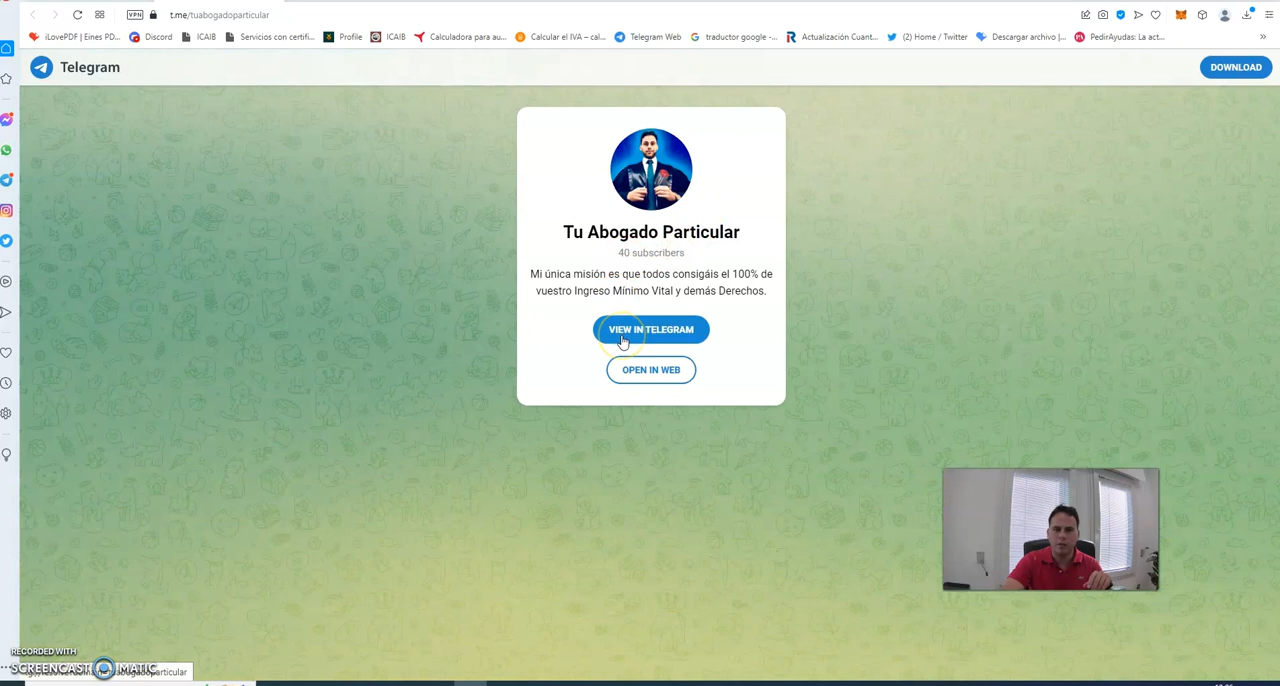 VPN
t.me/tuabogadoparticular
iLovePDF | Eines PD...
Discord
ICAIB
Servicios con certifi...
Profile
ICAIB
Calculadora para au...
Calcular el IVA – cal...
Telegram Web
traductor google -...
Actualización Cuant...
(2) Home / Twitter
Descargar archivo |...
PedirAyudas: La act...
Telegram
DOWNLOAD
Tu Abogado Particular
40 subscribers
Mi única misión es que todos consigáis el 100% de
vuestro Ingreso Mínimo Vital y demás Derechos.
VIEW IN TELEGRAM
OPEN IN WEB
RECORDED WITH
SCREENCAST MATIC